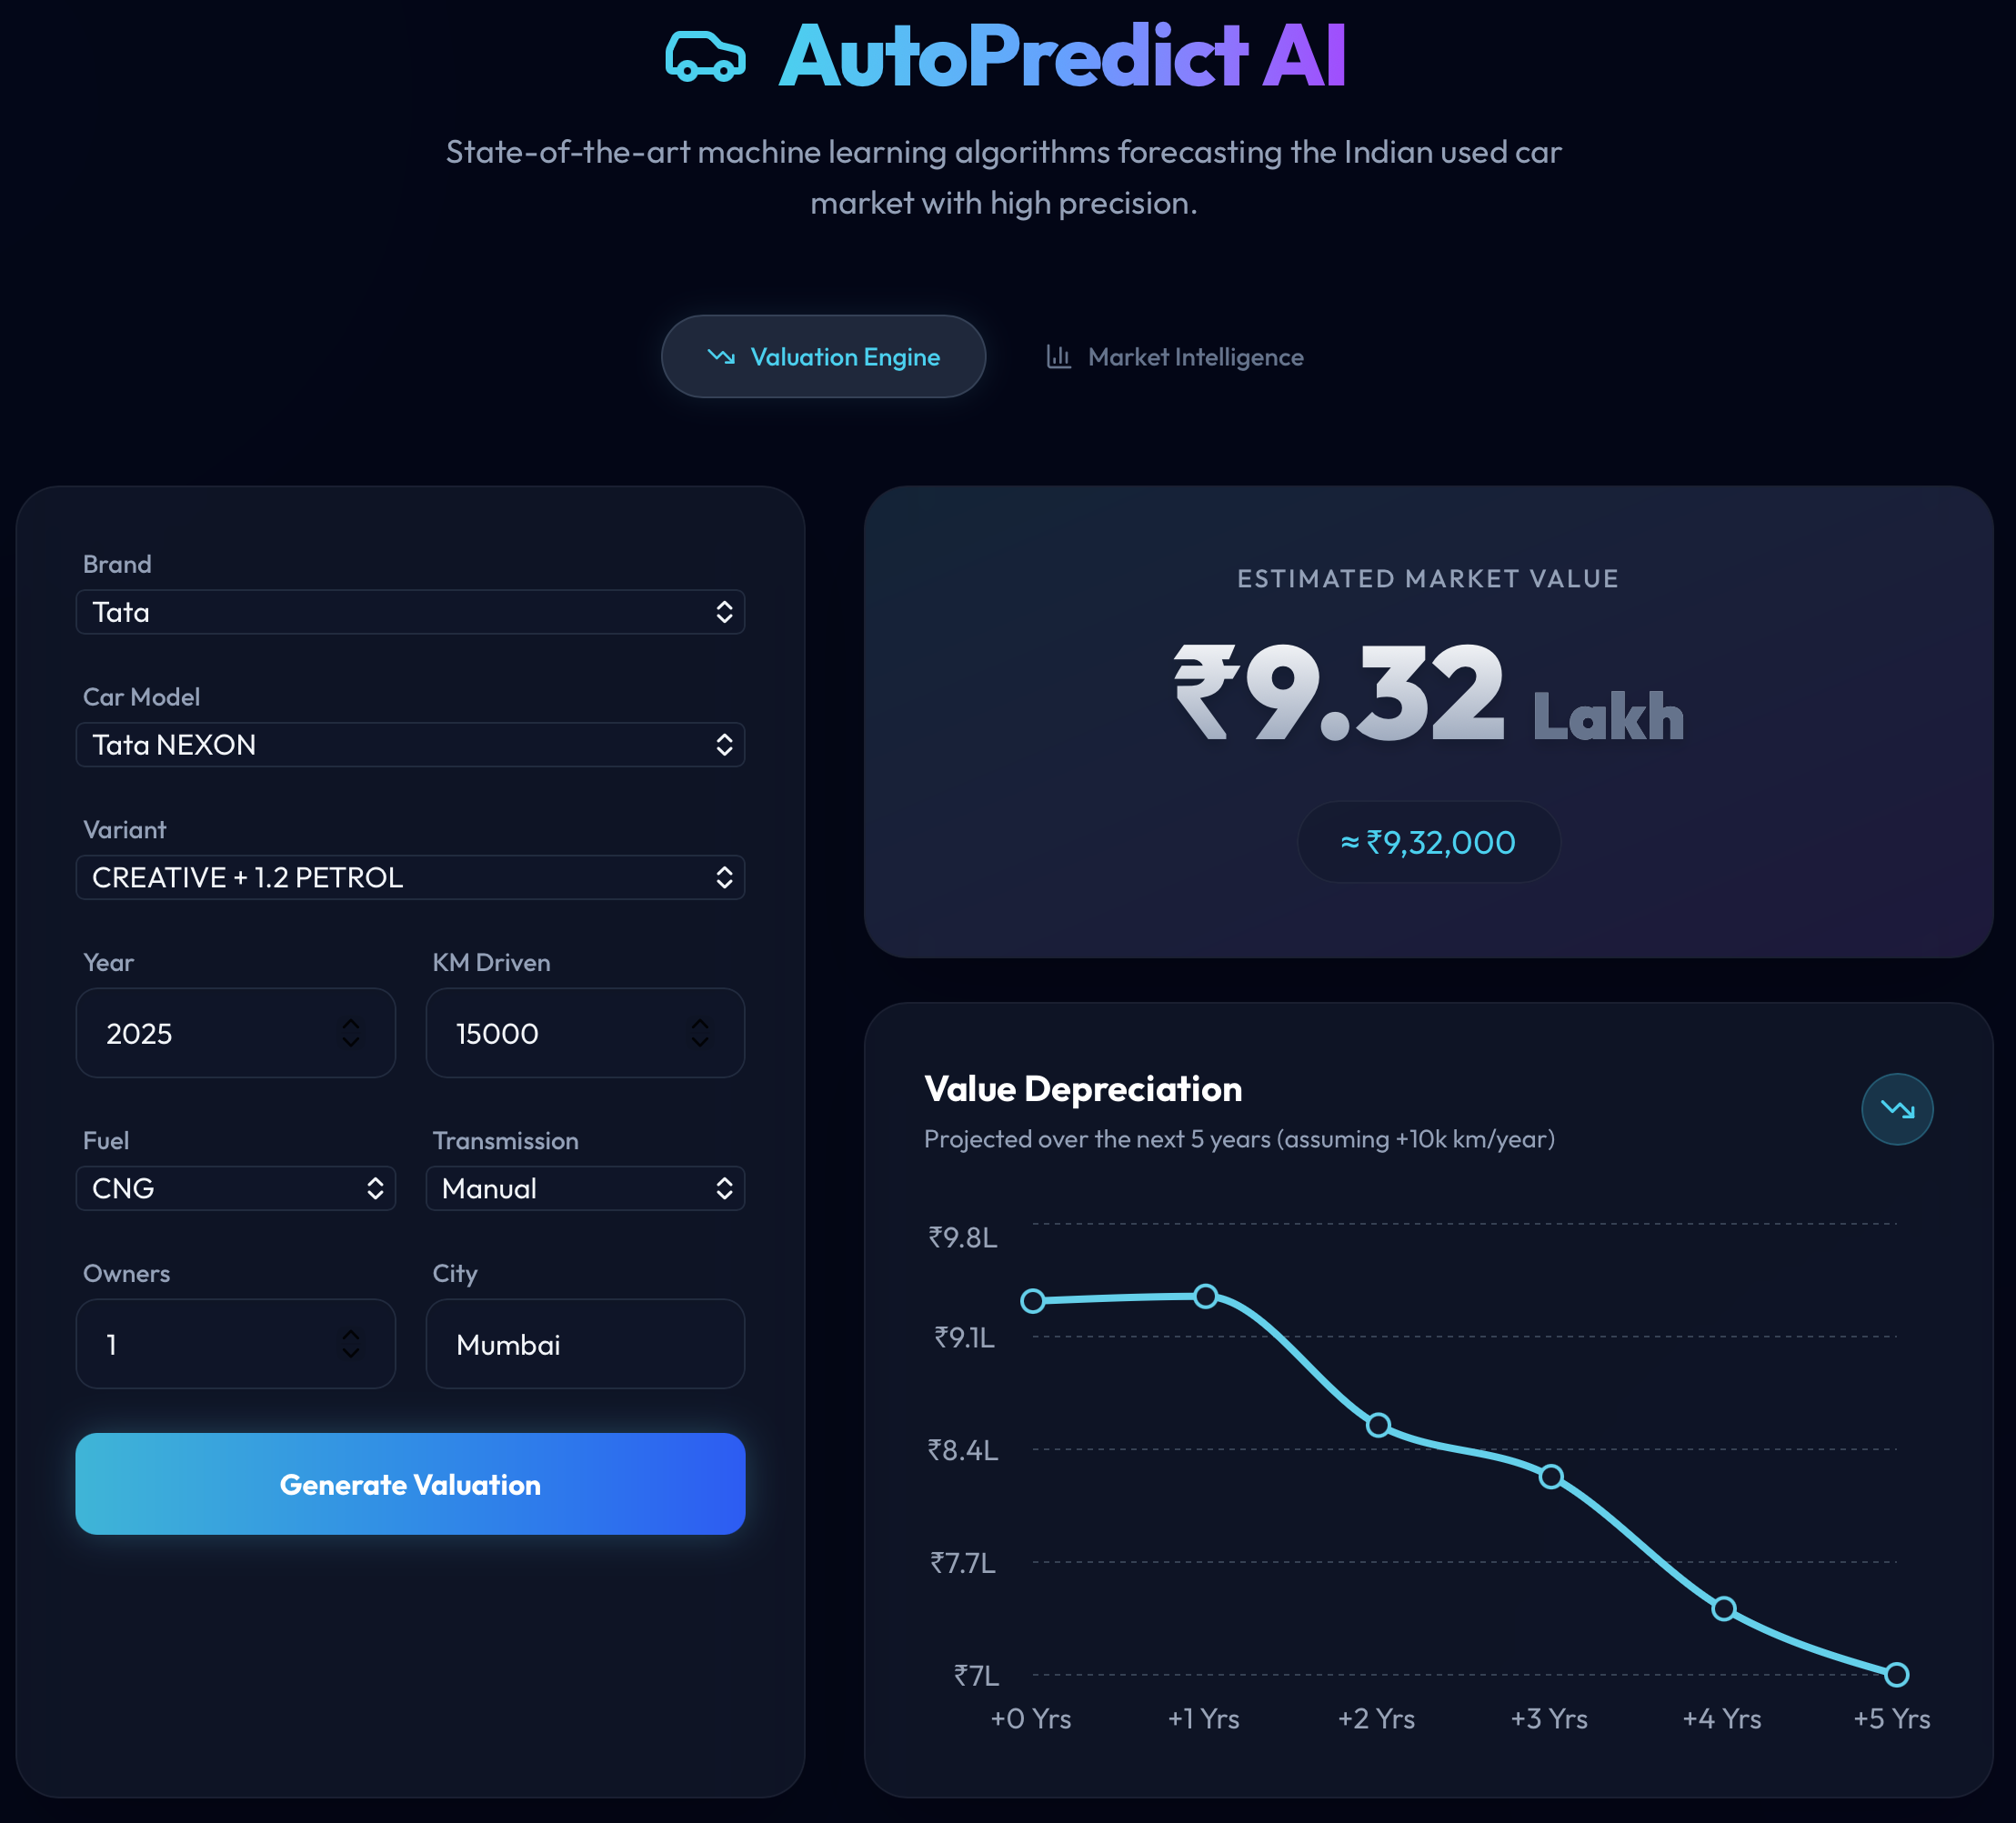 AutoPredict AI
State-of-the-art machine learning algorithms forecasting the Indian used car
market with high precision.
Valuation Engine
Market Intelligence
Brand
Tata
Car Model
Tata NEXON
Variant
CREATIVE + 1.2 PETROL
Year
KM Driven
2025
15000
Fuel
Transmission
CNG
Manual
Owners
City
1
Mumbai
Generate Valuation
ESTIMATED MARKET VALUE
₹9.32 Lakh
≈ ₹9,32,000
Value Depreciation
Projected over the next 5 years (assuming +10k km/year)
₹9.8L
₹9.1L
₹8.4L
₹7.7L
₹7L
+0 Yrs
+1 Yrs
+2 Yrs
+3 Yrs
+4 Yrs
+5 Yrs